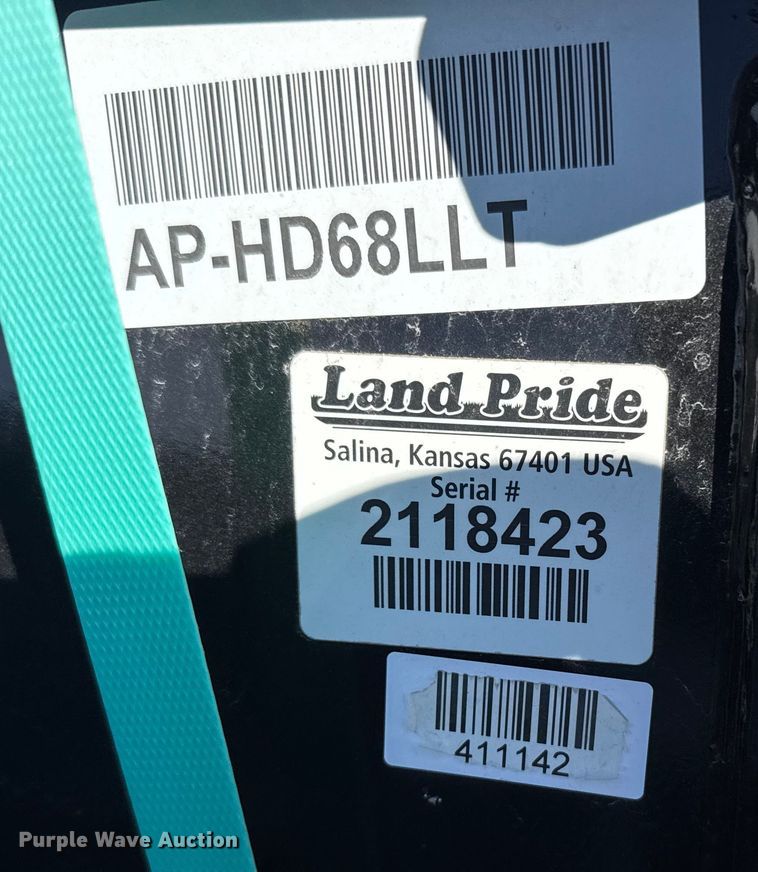 AP-HD68LLT
Land Pride
Salina, Kansas 67401 USA
Serial #
2118423
411142
Purple Wave Auction